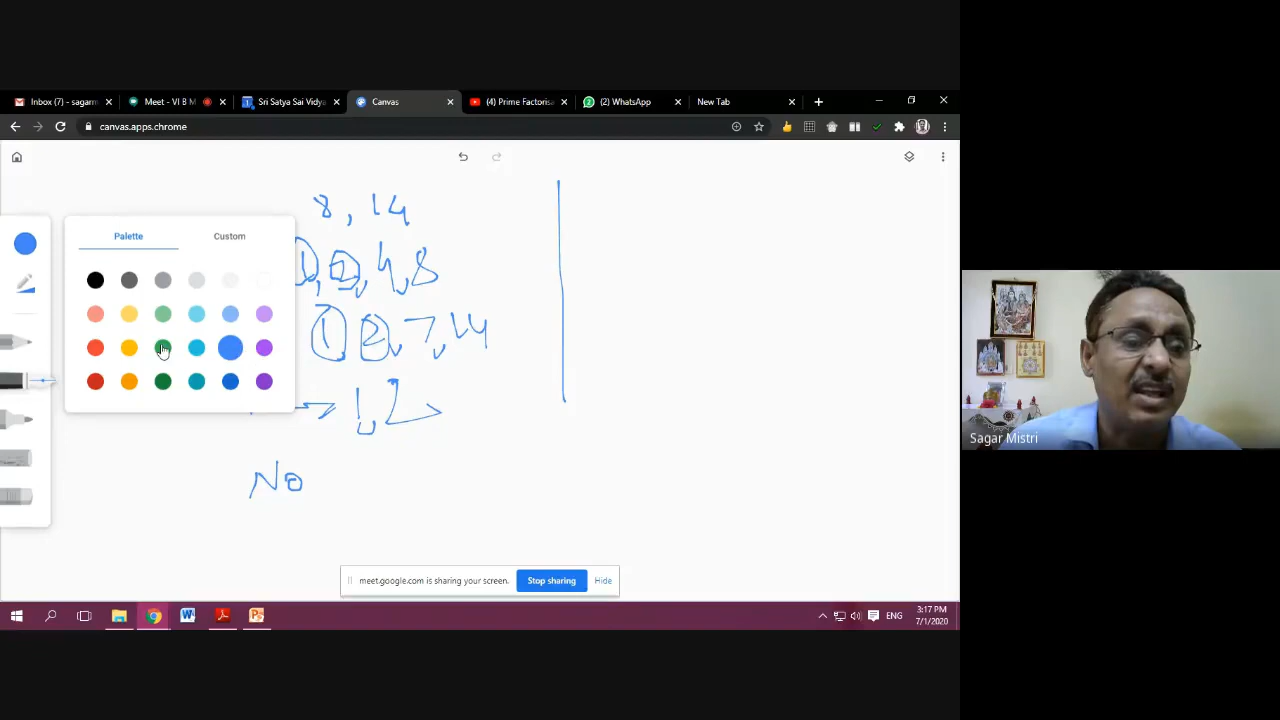 Inbox (7) - sagarm
Meet - VI B M
Sri Satya Sai Vidya
Canvas
(4) Prime Factorisa
(2) WhatsApp
New Tab
canvas.apps.chrome
8, 14
Palette
Custom
1, 2, 4, 8
1, 2, 7, 14
→ 1, 2
No
Sagar Mistri
meet.google.com is sharing your screen.
Stop sharing
Hide
ENG
3:17 PM
7/1/2020